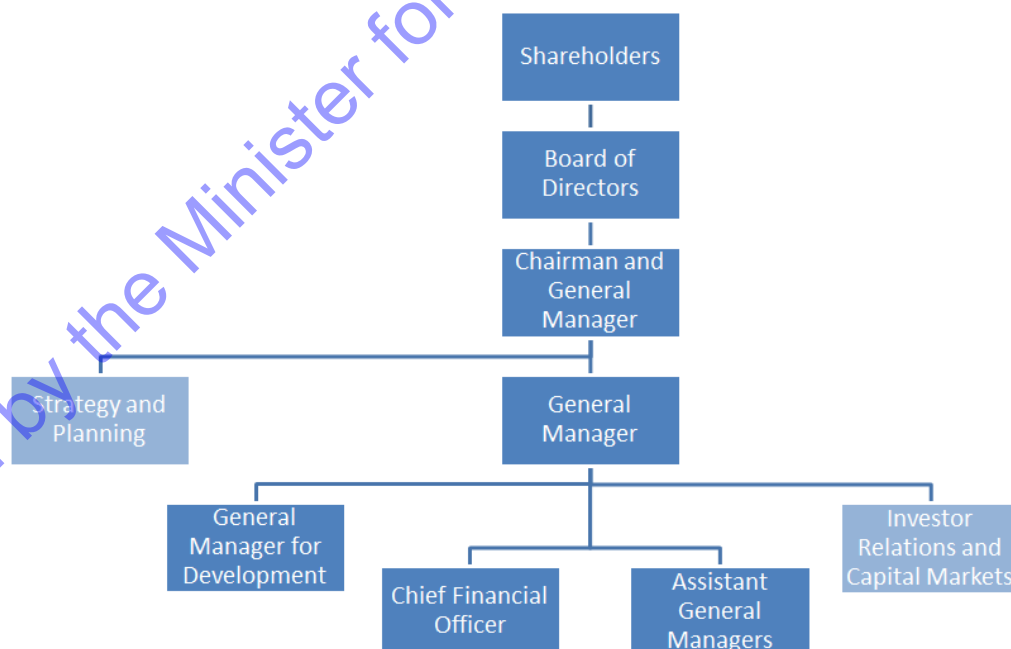 Shareholders
Board of
Directors
Chairman and
General
Manager
Strategy and
Planning
General
Manager
General
Manager for
Development
Chief Financial
Officer
Assistant
General
Managers
Investor
Relations and
Capital Markets
by the Minister for